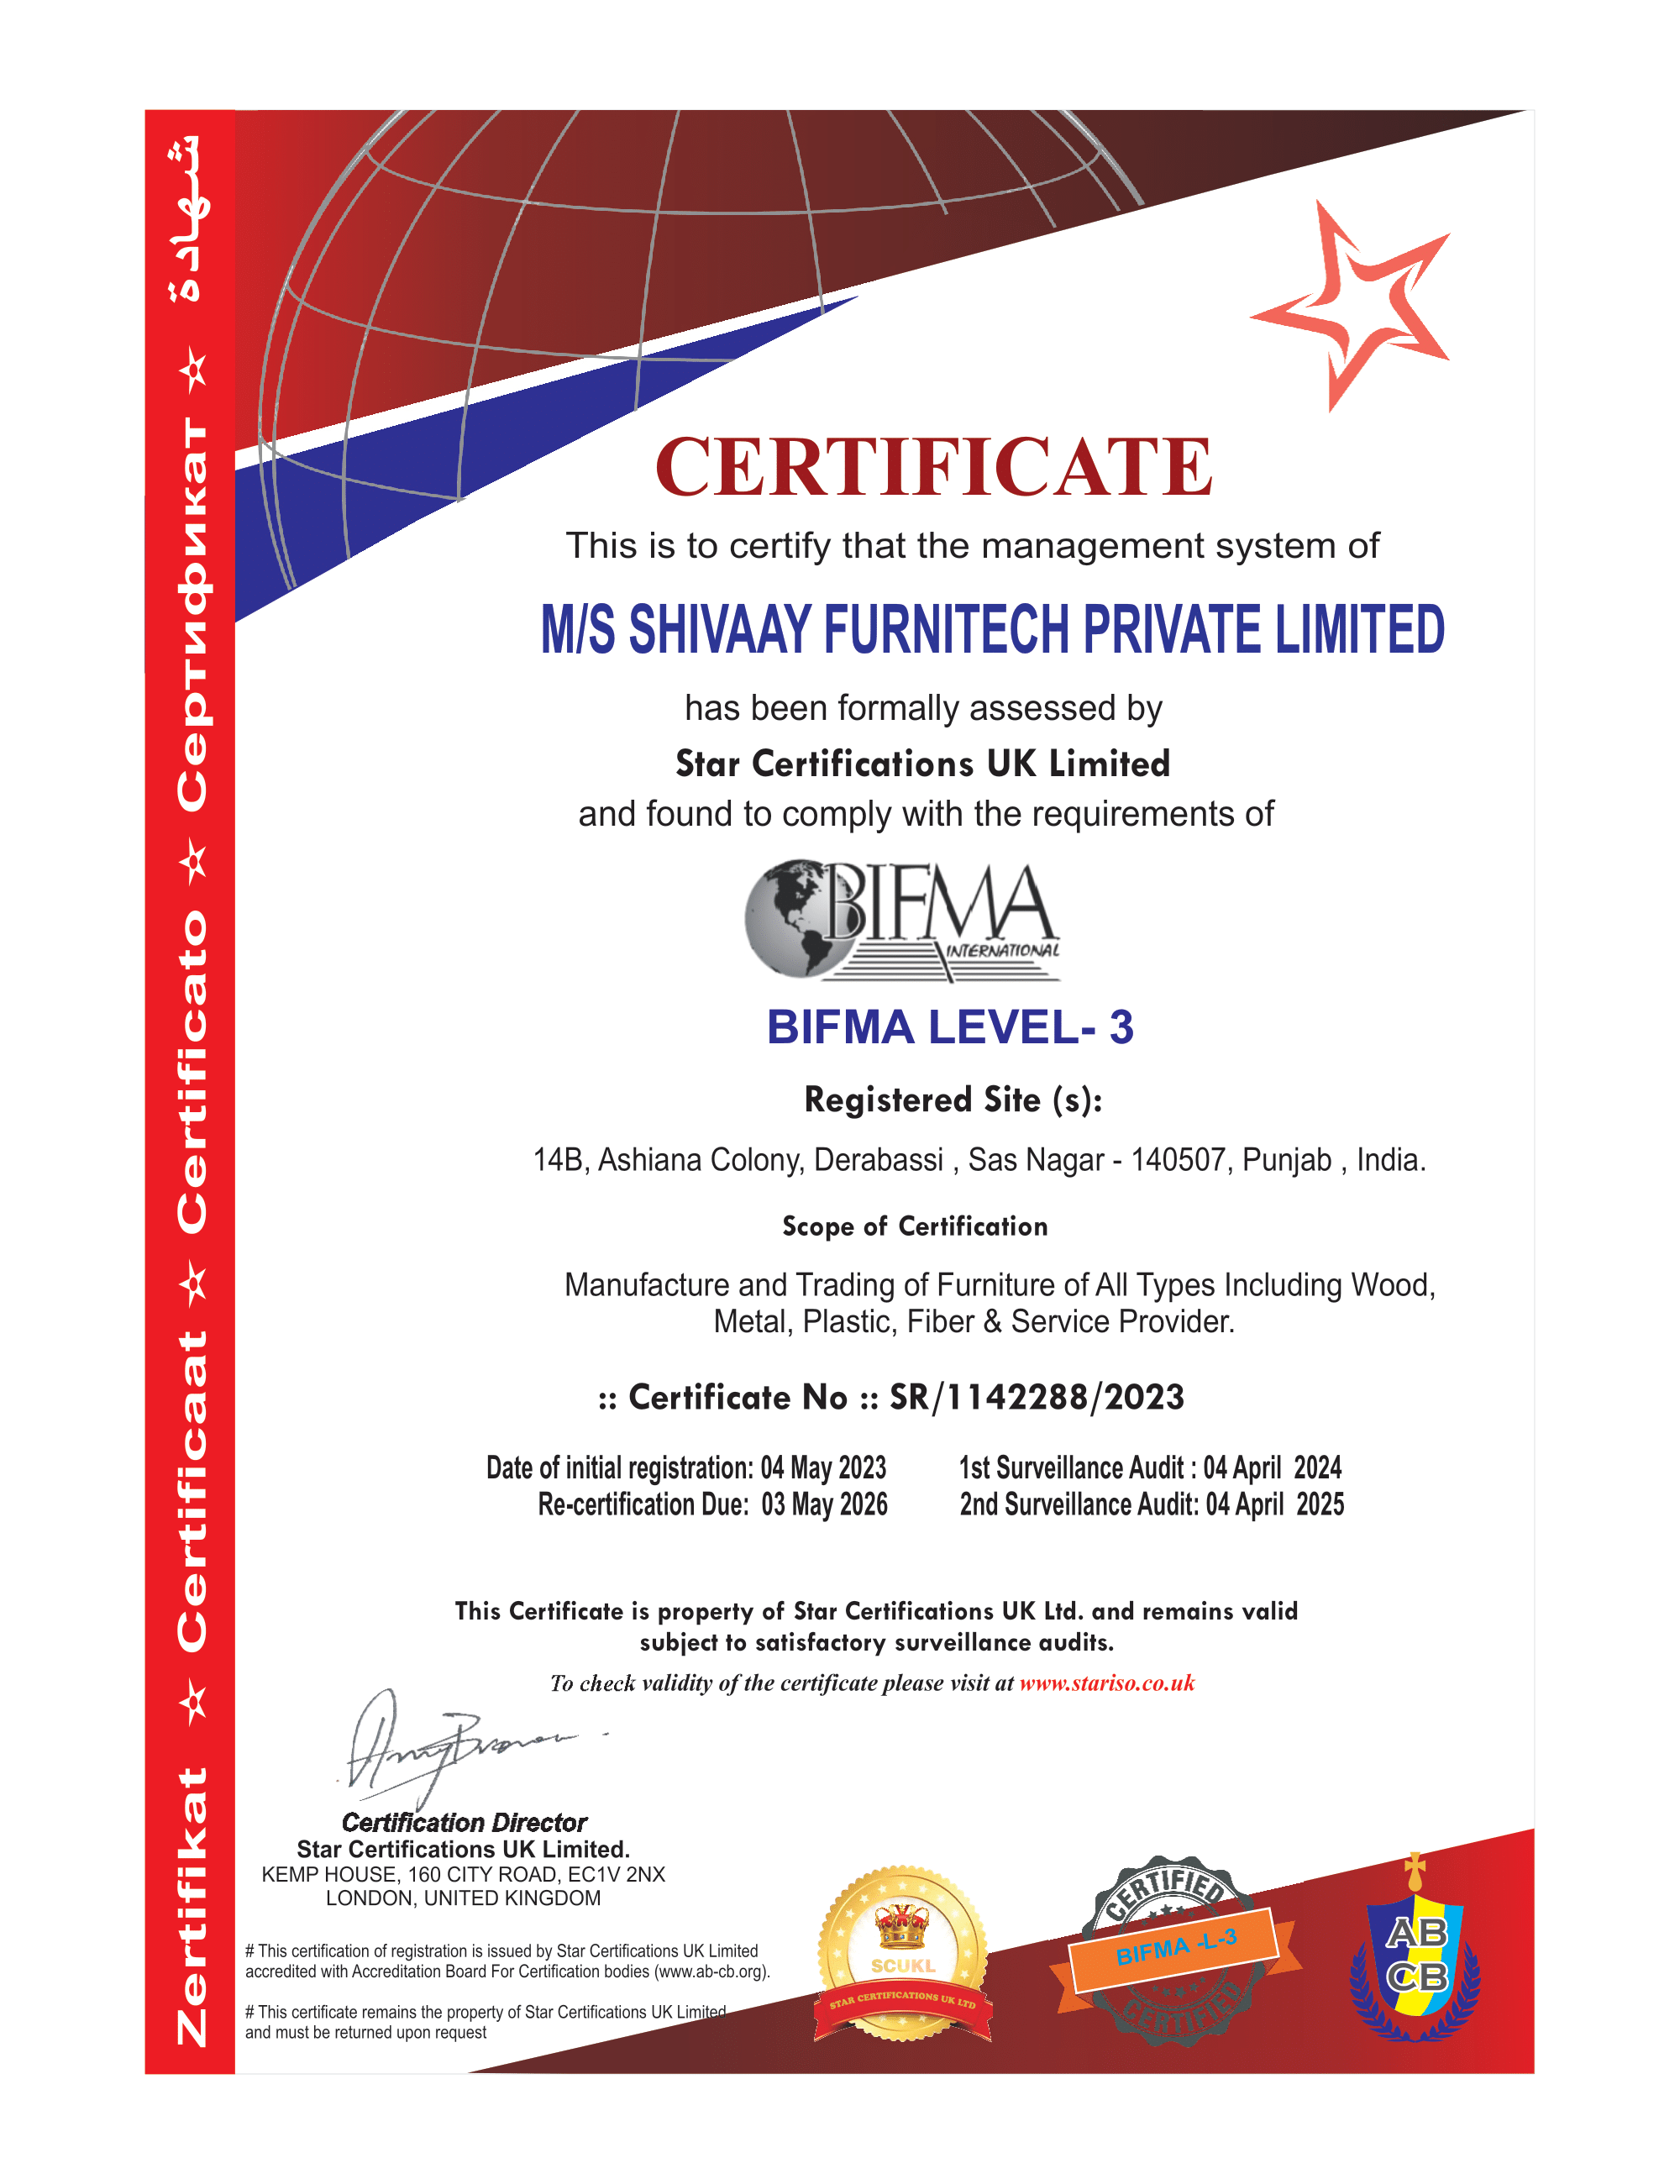 شهادة
Zertifikat ★ Certificaat ★ Certificato ★ Сертификат ★
CERTIFICATE
This is to certify that the management system of
M/S SHIVAAY FURNITECH PRIVATE LIMITED
has been formally assessed by
Star Certifications UK Limited
and found to comply with the requirements of
BIFMA
INTERNATIONAL
BIFMA LEVEL- 3
Registered Site (s):
14B, Ashiana Colony, Derabassi , Sas Nagar - 140507, Punjab , India.
Scope of Certification
Manufacture and Trading of Furniture of All Types Including Wood,
Metal, Plastic, Fiber & Service Provider.
:: Certificate No :: SR/1142288/2023
Date of initial registration: 04 May 2023 1st Surveillance Audit : 04 April 2024
Re-certification Due: 03 May 2026 2nd Surveillance Audit: 04 April 2025
This Certificate is property of Star Certifications UK Ltd. and remains valid
subject to satisfactory surveillance audits.
To check validity of the certificate please visit at www.stariso.co.uk
Certification Director
Star Certifications UK Limited.
KEMP HOUSE, 160 CITY ROAD, EC1V 2NX
LONDON, UNITED KINGDOM
# This certification of registration is issued by Star Certifications UK Limited
accredited with Accreditation Board For Certification bodies (www.ab-cb.org).
# This certificate remains the property of Star Certifications UK Limited
and must be returned upon request
SCUKL
STAR CERTIFICATIONS UK LTD
CERTIFIED
BIFMA -L-3
CERTIFIED
AB
CB